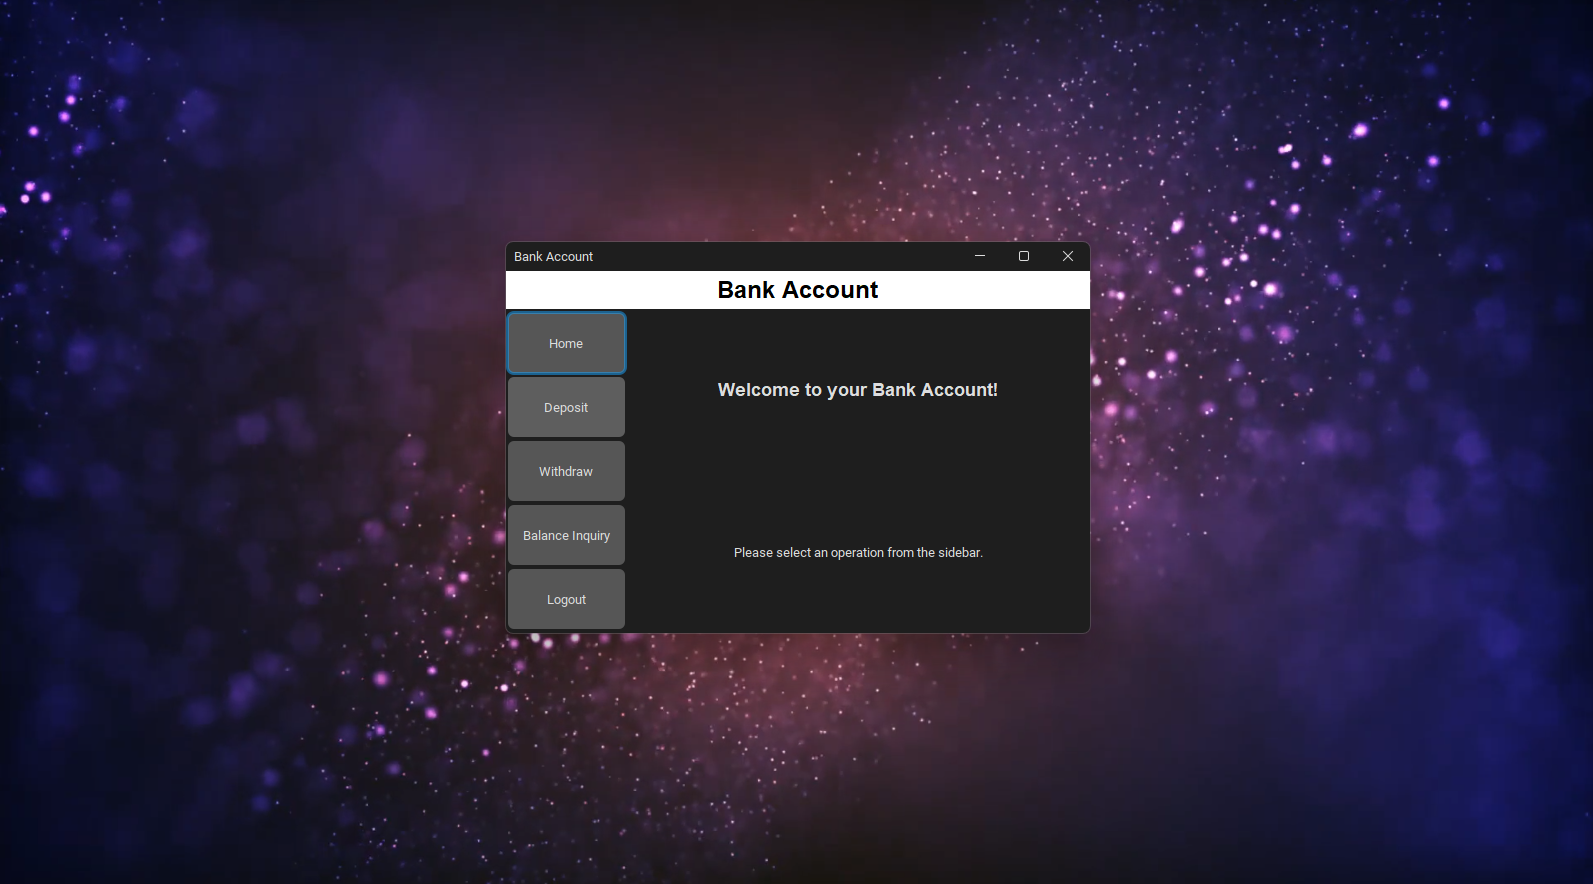 Bank Account
Bank Account
Home
Deposit
Withdraw
Balance Inquiry
Logout
Welcome to your Bank Account!
Please select an operation from the sidebar.